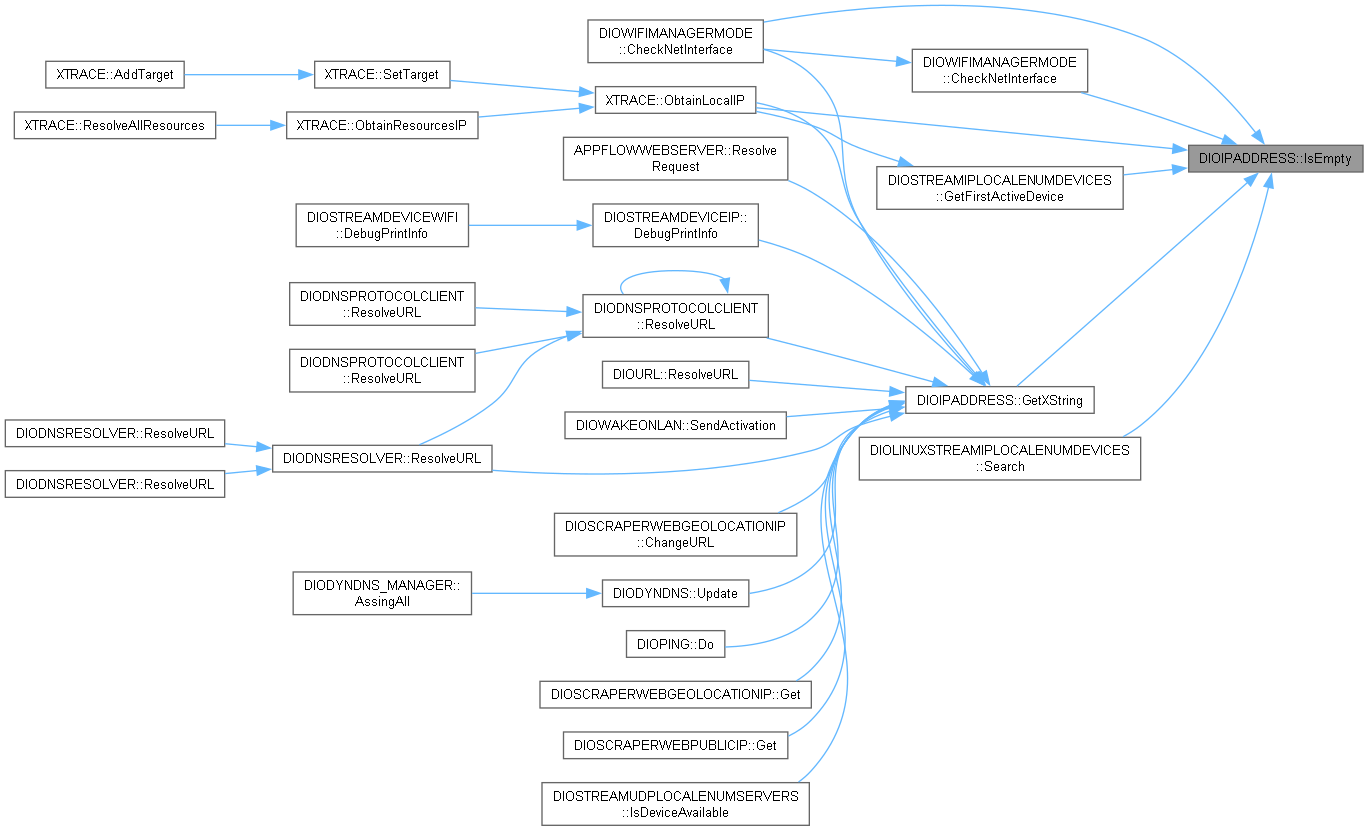 DIOWIFIMANAGERMODE
::CheckNetInterface
DIOWIFIMANAGERMODE
::CheckNetInterface
XTRACE::AddTarget
XTRACE::SetTarget
XTRACE::ObtainLocalIP
XTRACE::ResolveAllResources
XTRACE::ObtainResourcesIP
APPFLOWWEBSERVER::Resolve
Request
DIOIPADDRESS::IsEmpty
DIOSTREAMIPLOCALENUMDEVICES
::GetFirstActiveDevice
DIOSTREAMDEVICEWIFI
::DebugPrintInfo
DIOSTREAMDEVICEIP::
DebugPrintInfo
DIODNSPROTOCOLCLIENT
::ResolveURL
DIODNSPROTOCOLCLIENT
::ResolveURL
DIODNSPROTOCOLCLIENT
::ResolveURL
DIOURL::ResolveURL
DIOIPADDRESS::GetXString
DIOWAKEONLAN::SendActivation
DIODNSRESOLVER::ResolveURL
DIODNSRESOLVER::ResolveURL
DIODNSRESOLVER::ResolveURL
DIOLINUXSTREAMIPLOCALENUMDEVICES
::Search
DIOSCRAPERWEBGEOLOCATIONIP
::ChangeURL
DIODYNDNS_MANAGER::
AssingAll
DIODYNDNS::Update
DIOPING::Do
DIOSCRAPERWEBGEOLOCATIONIP::Get
DIOSCRAPERWEBPUBLICIP::Get
DIOSTREAMUDPLOCALENUMSERVERS
::IsDeviceAvailable